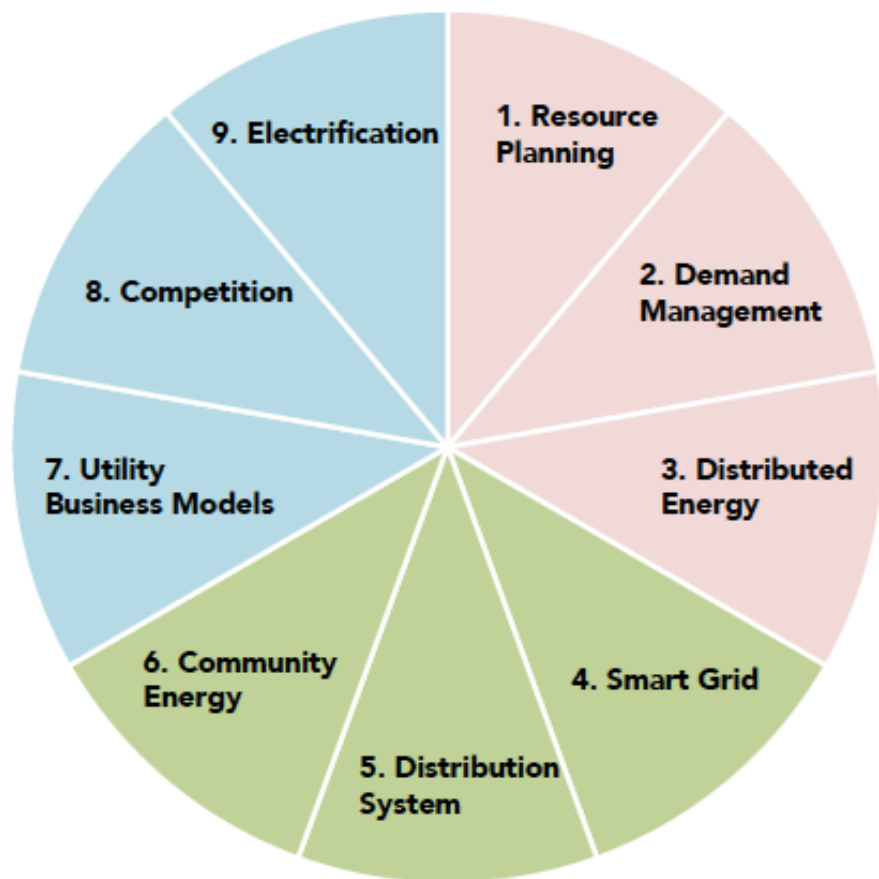 1. Resource
Planning
2. Demand
Management
3. Distributed
Energy
4. Smart Grid
5. Distribution
System
6. Community
Energy
7. Utility
Business Models
8. Competition
9. Electrification